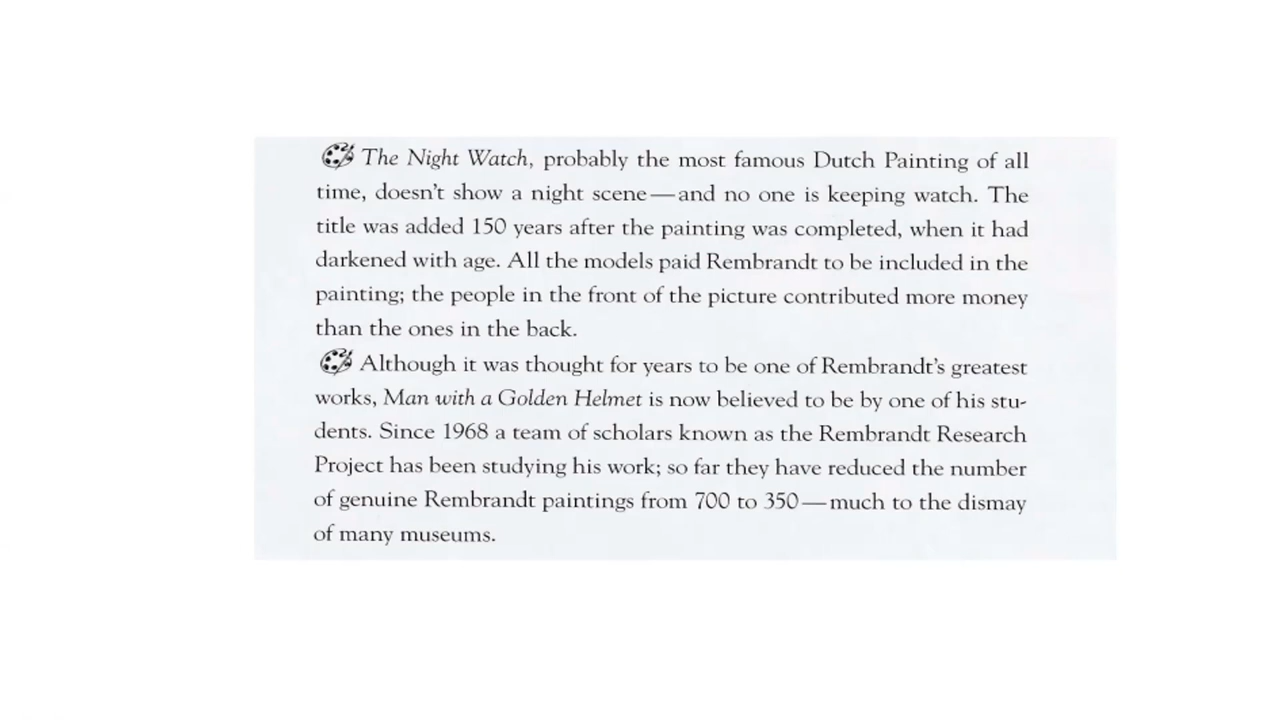 The Night Watch, probably the most famous Dutch Painting of all
time, doesn't show a night scene—and no one is keeping watch. The
title was added 150 years after the painting was completed, when it had
darkened with age. All the models paid Rembrandt to be included in the
painting; the people in the front of the picture contributed more money
than the ones in the back.
Although it was thought for years to be one of Rembrandt's greatest
works, Man with a Golden Helmet is now believed to be by one of his stu-
dents. Since 1968 a team of scholars known as the Rembrandt Research
Project has been studying his work; so far they have reduced the number
of genuine Rembrandt paintings from 700 to 350—much to the dismay
of many museums.